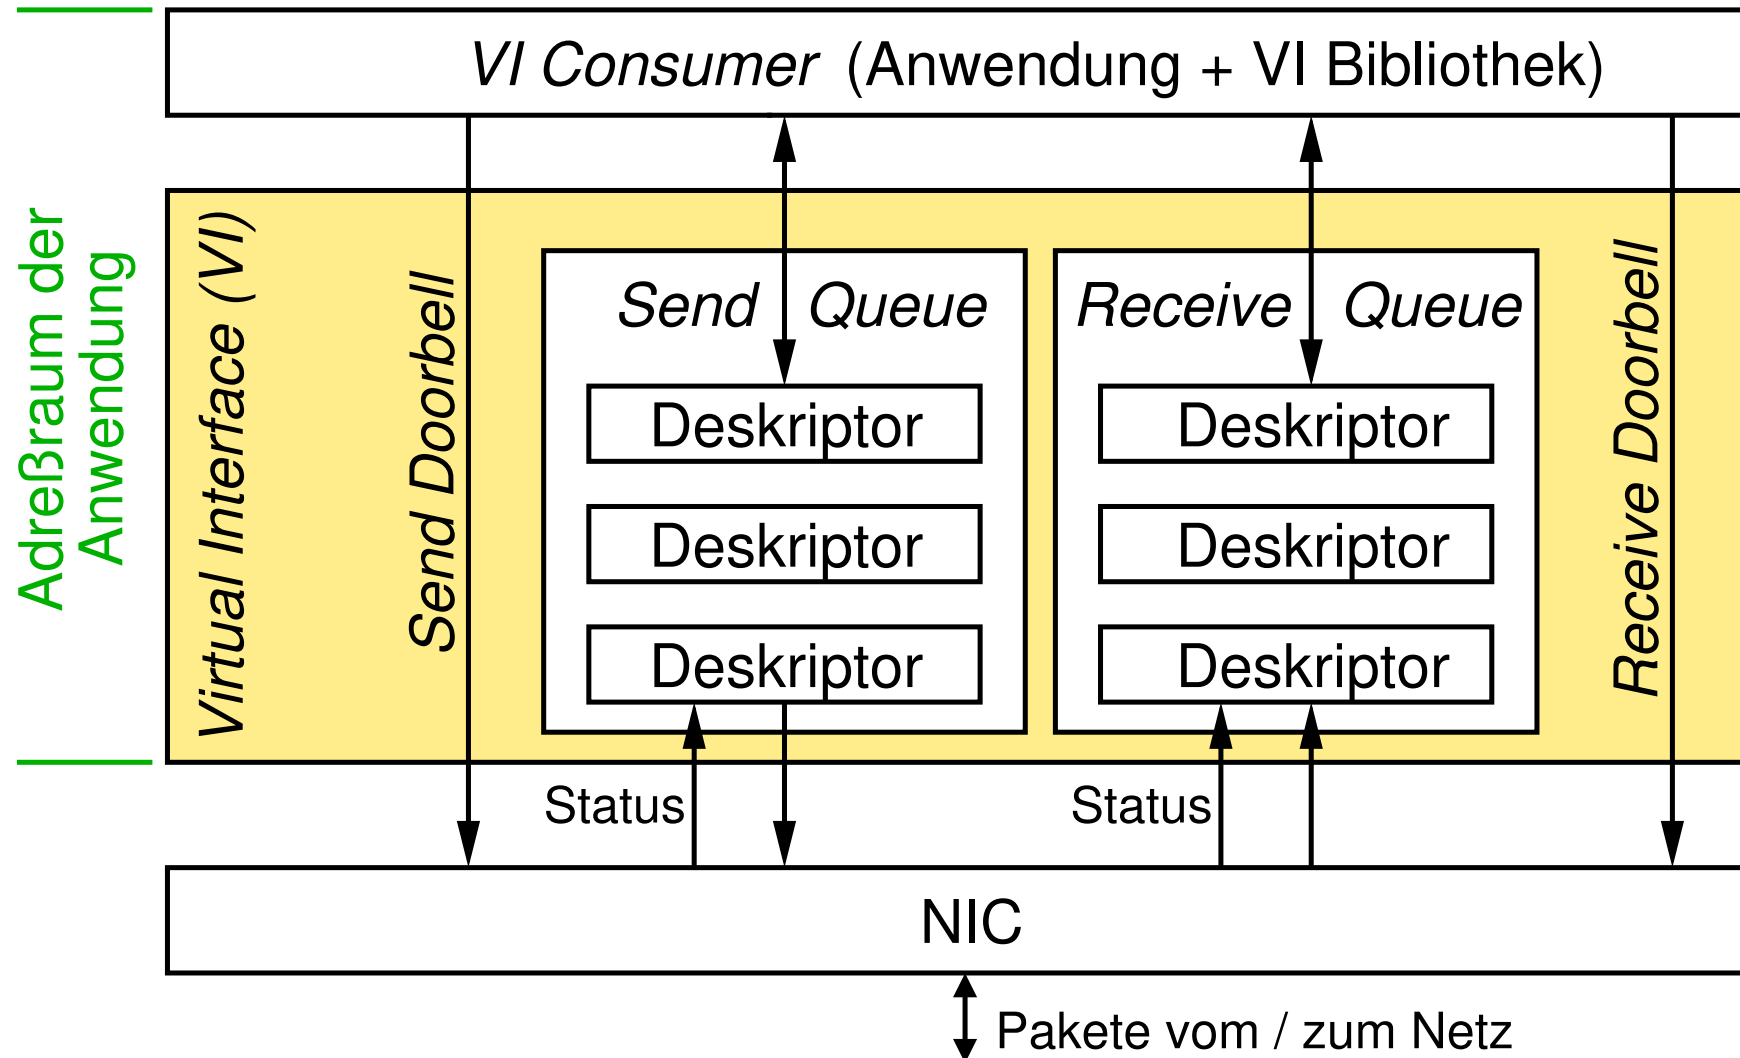 VI Consumer (Anwendung + VI Bibliothek)
Adreßraum der
Anwendung
Virtual Interface (VI)
Send Doorbell
Send Queue
Deskriptor
Deskriptor
Deskriptor
Receive Queue
Deskriptor
Deskriptor
Deskriptor
Receive Doorbell
Status
Status
NIC
Pakete vom / zum Netz